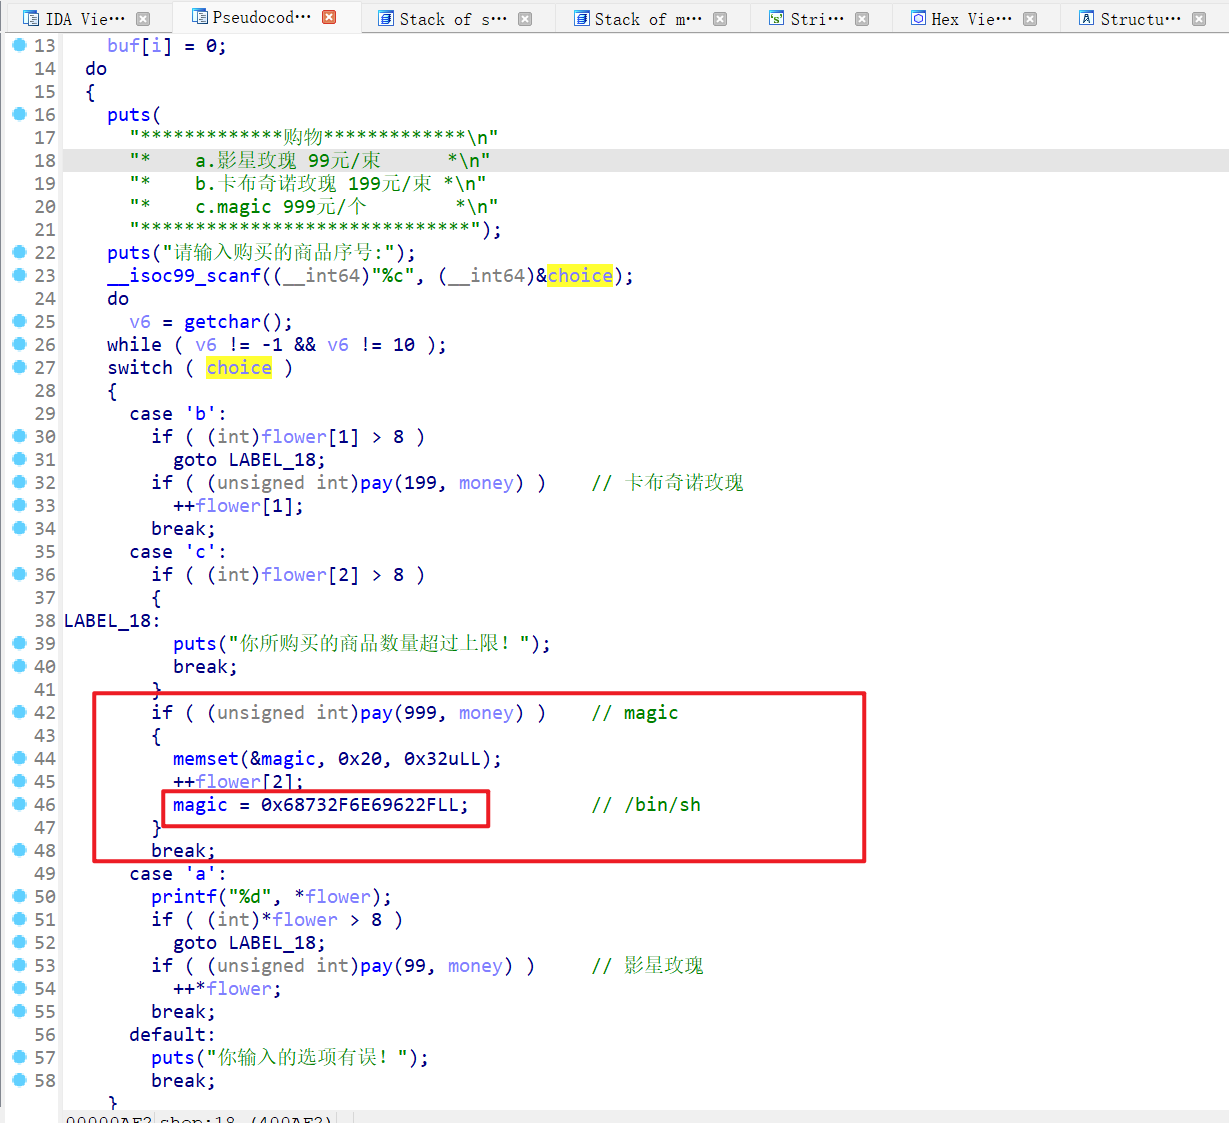 IDA Vie··· Pseudocod··· Stack of s··· Stack of m··· Stri··· Hex Vie··· Structu···
13 buf[i] = 0;
14 do
15 {
16 puts(
17 "*************购物*************\n"
18 "* a.影星玫瑰 99元/束 *\n"
19 "* b.卡布奇诺玫瑰 199元/束 *\n"
20 "* c.magic 999元/个 *\n"
21 "******************************");
22 puts("请输入购买的商品序号:");
23 __isoc99_scanf((__int64)"%c", (__int64)&choice);
24 do
25 v6 = getchar();
26 while ( v6 != -1 && v6 != 10 );
27 switch ( choice )
28 {
29 case 'b':
30 if ( (int)flower[1] > 8 )
31 goto LABEL_18;
32 if ( (unsigned int)pay(199, money) ) // 卡布奇诺玫瑰
33 ++flower[1];
34 break;
35 case 'c':
36 if ( (int)flower[2] > 8 )
37 {
38 LABEL_18:
39 puts("你所购买的商品数量超过上限！");
40 break;
41 }
42 if ( (unsigned int)pay(999, money) ) // magic
43 {
44 memset(&magic, 0x20, 0x32uLL);
45 ++flower[2];
46 magic = 0x68732F6E69622FLL; // /bin/sh
47 }
48 break;
49 case 'a':
50 printf("%d", *flower);
51 if ( (int)*flower > 8 )
52 goto LABEL_18;
53 if ( (unsigned int)pay(99, money) ) // 影星玫瑰
54 ++*flower;
55 break;
56 default:
57 puts("你输入的选项有误！");
58 break;
}
00000AF2 shop:18 (400AF2)